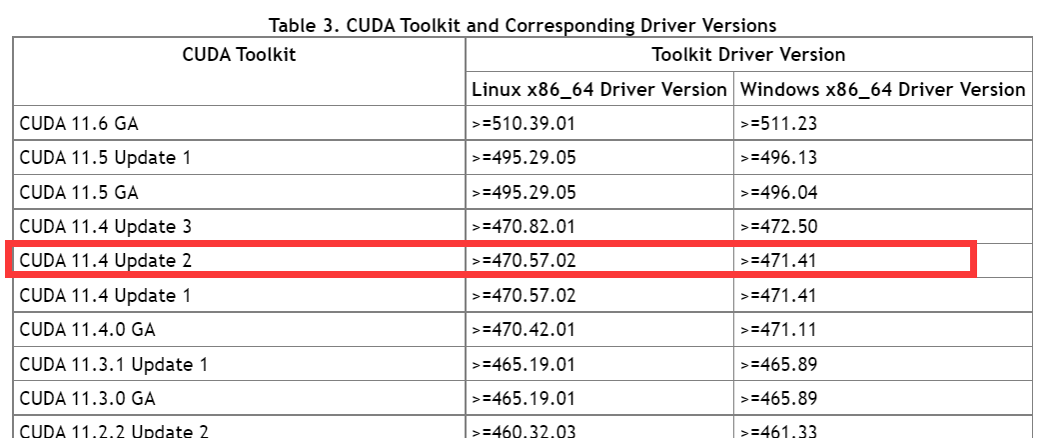 Table 3. CUDA Toolkit and Corresponding Driver Versions
CUDA Toolkit Toolkit Driver Version
Linux x86_64 Driver Version Windows x86_64 Driver Version
CUDA 11.6 GA >=510.39.01 >=511.23
CUDA 11.5 Update 1 >=495.29.05 >=496.13
CUDA 11.5 GA >=495.29.05 >=496.04
CUDA 11.4 Update 3 >=470.82.01 >=472.50
CUDA 11.4 Update 2 >=470.57.02 >=471.41
CUDA 11.4 Update 1 >=470.57.02 >=471.41
CUDA 11.4.0 GA >=470.42.01 >=471.11
CUDA 11.3.1 Update 1 >=465.19.01 >=465.89
CUDA 11.3.0 GA >=465.19.01 >=465.89
CUDA 11.2.2 Update 2 >=460.32.03 >=461.33